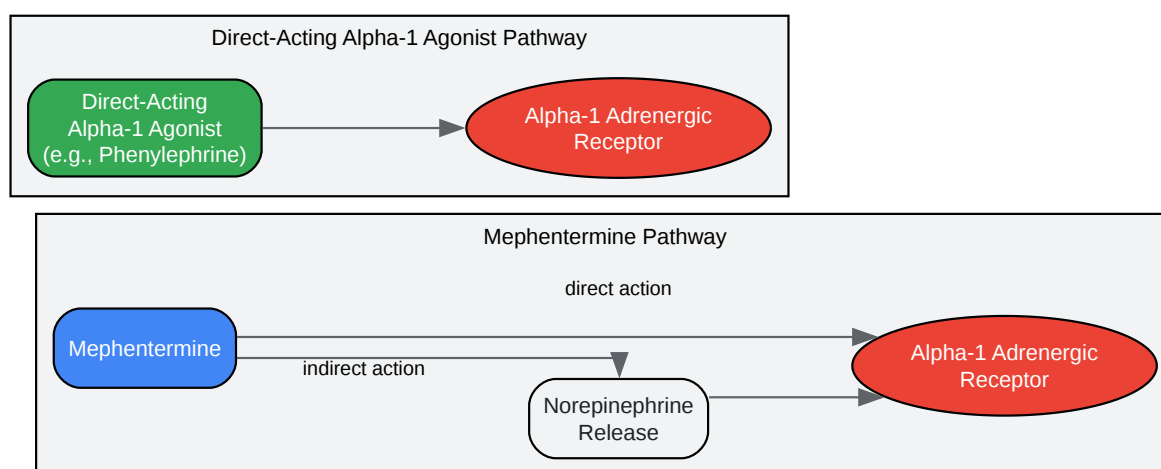 Direct-Acting Alpha-1 Agonist Pathway
Direct-Acting
Alpha-1 Agonist
(e.g., Phenylephrine)
Alpha-1 Adrenergic
Receptor
Mephentermine Pathway
direct action
Mephentermine
indirect action
Alpha-1 Adrenergic
Receptor
Norepinephrine
Release